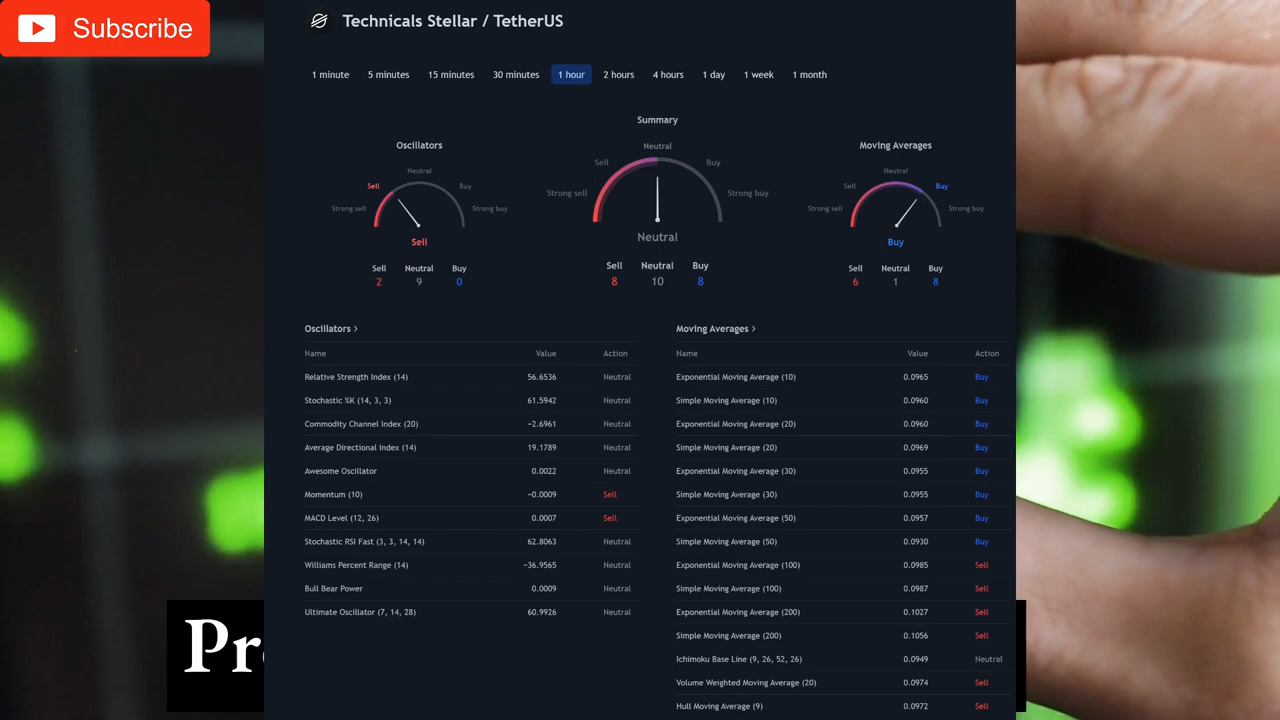 Subscribe
Technicals Stellar / TetherUS
1 minute 5 minutes 15 minutes 30 minutes 1 hour 2 hours 4 hours 1 day 1 week 1 month
Summary
Oscillators
Neutral
Sell Buy
Strong sell Strong buy
Sell
Sell Neutral Buy
2 9 0
Neutral
Sell Buy
Strong sell Strong buy
Neutral
Sell Neutral Buy
8 10 8
Moving Averages
Neutral
Sell Buy
Strong sell Strong buy
Buy
Sell Neutral Buy
6 1 8
Oscillators >
Name Value Action
Relative Strength Index (14) 56.6536 Neutral
Stochastic %K (14, 3, 3) 61.5942 Neutral
Commodity Channel Index (20) −2.6961 Neutral
Average Directional Index (14) 19.1789 Neutral
Awesome Oscillator 0.0022 Neutral
Momentum (10) −0.0009 Sell
MACD Level (12, 26) 0.0007 Sell
Stochastic RSI Fast (3, 3, 14, 14) 62.8063 Neutral
Williams Percent Range (14) −36.9565 Neutral
Bull Bear Power 0.0009 Neutral
Ultimate Oscillator (7, 14, 28) 60.9926 Neutral
Moving Averages >
Name Value Action
Exponential Moving Average (10) 0.0965 Buy
Simple Moving Average (10) 0.0960 Buy
Exponential Moving Average (20) 0.0960 Buy
Simple Moving Average (20) 0.0969 Buy
Exponential Moving Average (30) 0.0955 Buy
Simple Moving Average (30) 0.0955 Buy
Exponential Moving Average (50) 0.0957 Buy
Simple Moving Average (50) 0.0930 Buy
Exponential Moving Average (100) 0.0985 Sell
Simple Moving Average (100) 0.0987 Sell
Exponential Moving Average (200) 0.1027 Sell
Simple Moving Average (200) 0.1056 Sell
Ichimoku Base Line (9, 26, 52, 26) 0.0949 Neutral
Volume Weighted Moving Average (20) 0.0974 Sell
Hull Moving Average (9) 0.0972 Sell